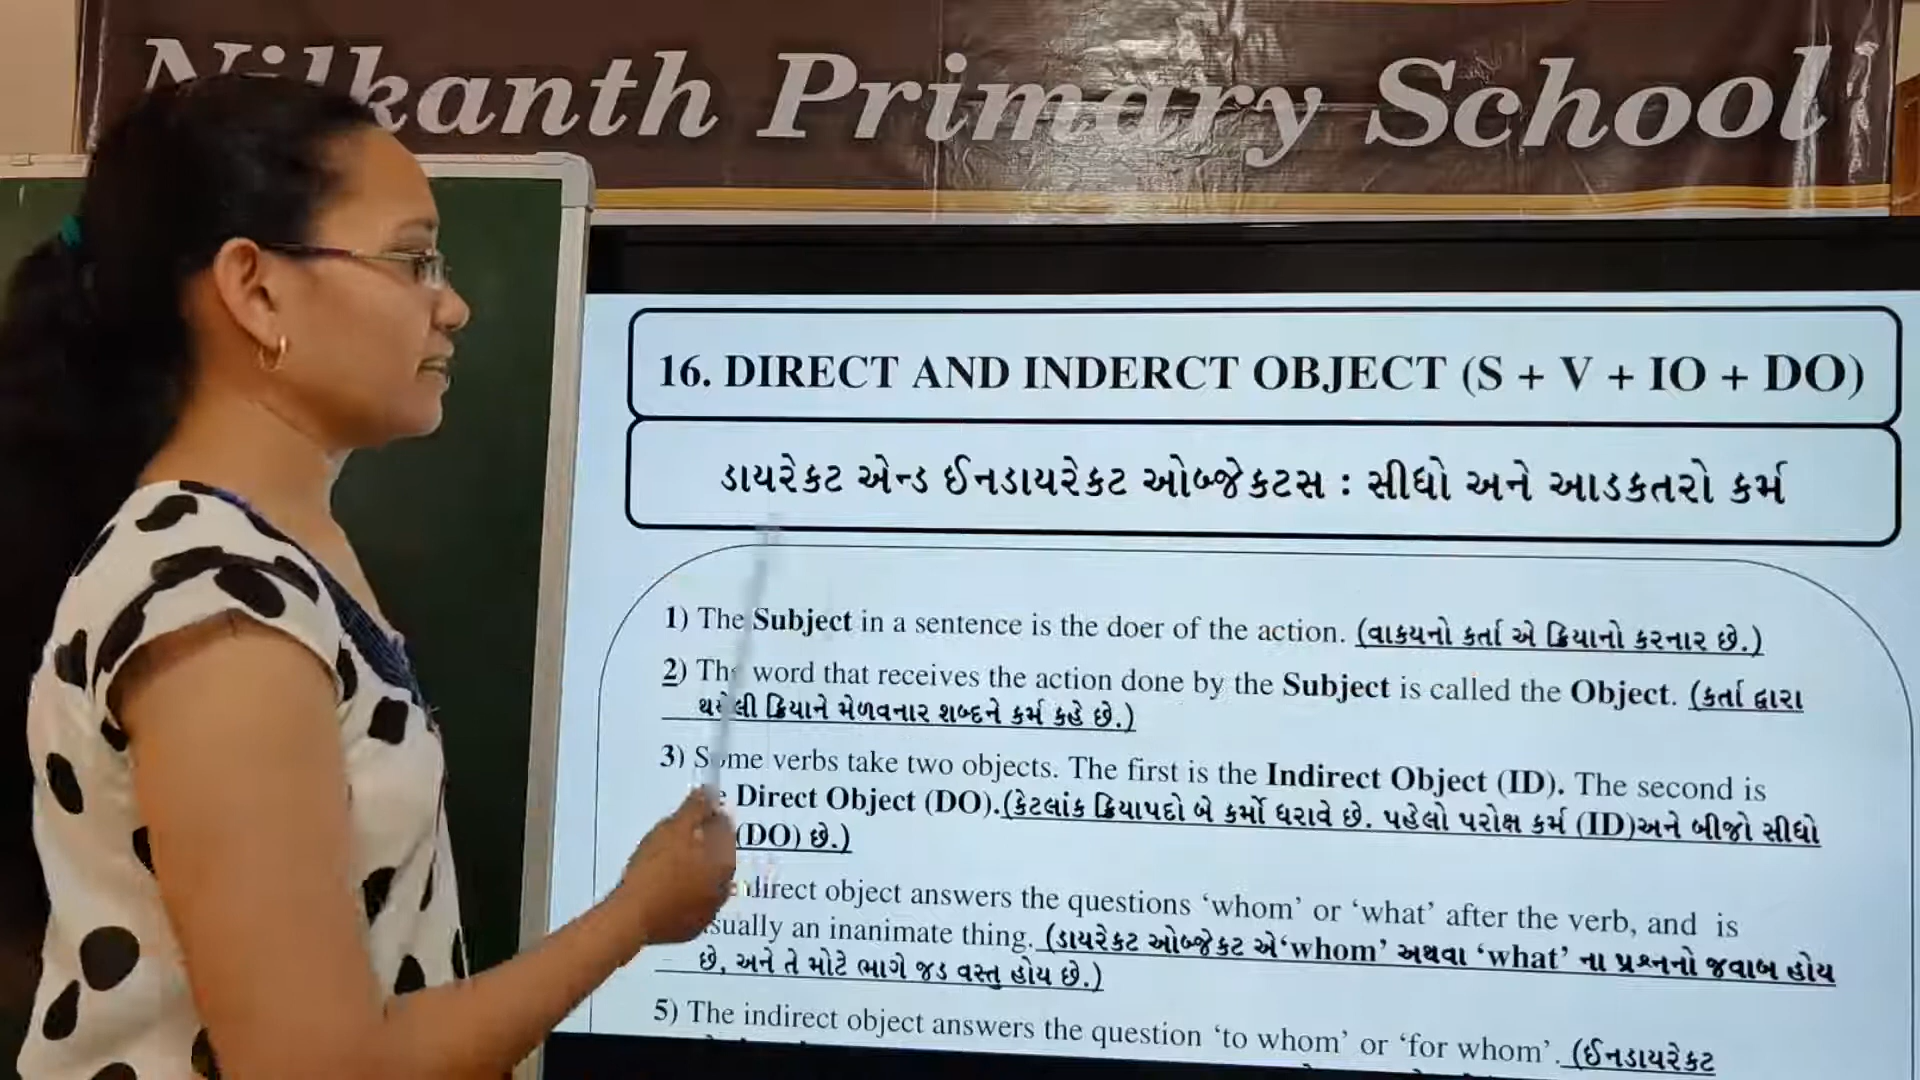 Nilkanth Primary School
16. DIRECT AND INDERCT OBJECT (S + V + IO + DO)
ડાયરેકટ એન્ડ ઈનડાયરેકટ ઓબ્જેકટસ : સીધો અને આડકતરો કર્મ
1) The Subject in a sentence is the doer of the action. (વાકયનો કર્તા એ ક્રિયાનો કરનાર છે.)
2) The word that receives the action done by the Subject is called the Object. (કર્તા દ્વારા
થયેલી ક્રિયાને મેળવનાર શબ્દને કર્મ કહે છે.)
3) Some verbs take two objects. The first is the Indirect Object (ID). The second is
Direct Object (DO).(કેટલાંક ક્રિયાપદો બે કર્મો ધરાવે છે. પહેલો પરોક્ષ કર્મ (ID)અને બીજો સીધો
(DO) છે.)
direct object answers the questions ‘whom’ or ‘what’ after the verb, and is
usually an inanimate thing. (ડાયરેકટ ઓબ્જેકટ એ‘whom’ અથવા ‘what’ ના પ્રશ્નનો જવાબ હોય
છે, અને તે મોટે ભાગે જડ વસ્તુ હોય છે.)
5) The indirect object answers the question ‘to whom’ or ‘for whom’. (ઈનડાયરેકટ